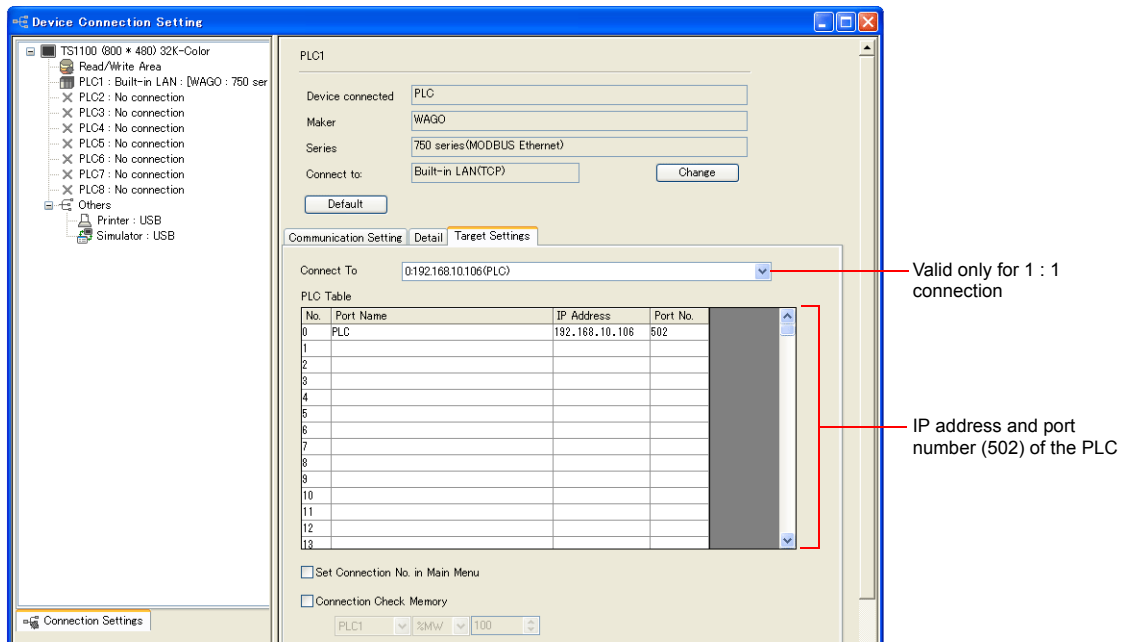 Device Connection Setting
TS1100 (800 * 480) 32K-Color
Read/Write Area
PLC1 : Built-in LAN : [WAGO : 750 ser
PLC2 : No connection
PLC3 : No connection
PLC4 : No connection
PLC5 : No connection
PLC6 : No connection
PLC7 : No connection
PLC8 : No connection
Others
Printer : USB
Simulator : USB
Connection Settings
PLC1
Device connected PLC
Maker WAGO
Series 750 series(MODBUS Ethernet)
Connect to: Built-in LAN(TCP) Change
Default
Communication Setting Detail Target Settings
Connect To 0:192.168.10.106(PLC)
PLC Table
No. Port Name IP Address Port No.
0 PLC 192.168.10.106 502
1
2
3
4
5
6
7
8
9
10
11
12
13
Set Connection No. in Main Menu
Connection Check Memory
PLC1 %MW 100
Valid only for 1 : 1
connection
IP address and port
number (502) of the PLC